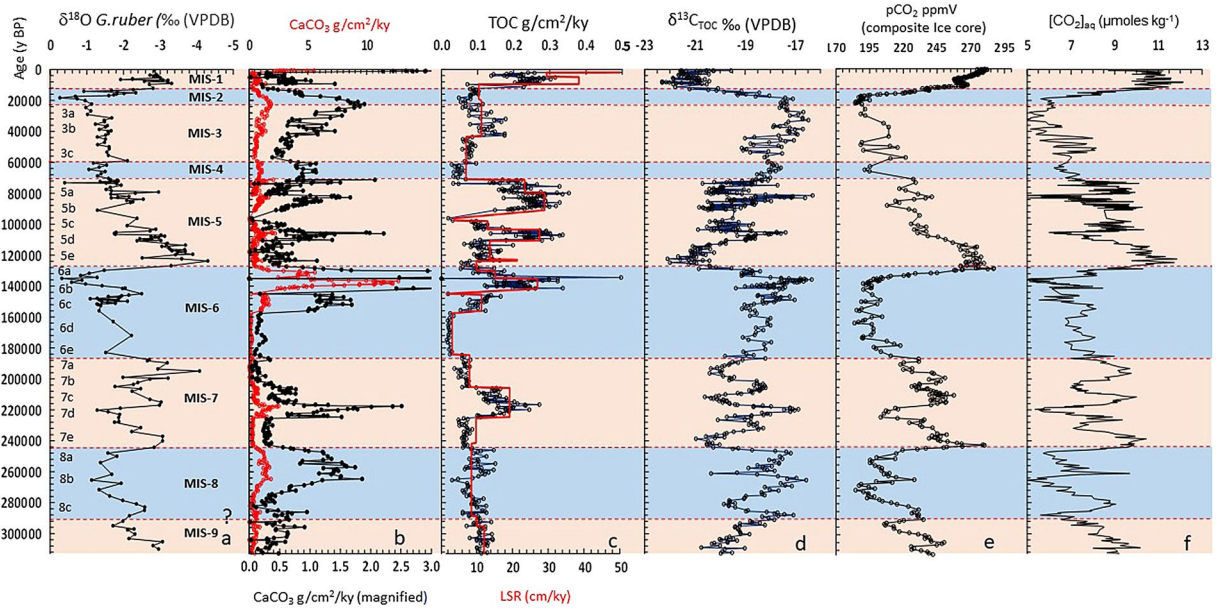 δ¹⁸O G.ruber (‰ (VPDB)
CaCO₃ g/cm²/ky
TOC g/cm²/ky
δ¹³C_TOC ‰ (VPDB)
pCO₂ ppmV
(composite Ice core)
[CO₂]aq (µmoles kg⁻¹)
0 -1 -2 -3 -4 -5
0 5 10
0.0 0.1 0.2 0.3 0.4 0.5
-23 -21 -19 -17 -15
170 195 220 245 270 295
5 7 9 11 13
Age (y BP)
0
20000
40000
60000
80000
100000
120000
140000
160000
180000
200000
220000
240000
260000
280000
300000
MIS-1
MIS-2
3a
3b
MIS-3
3c
MIS-4
5a
5b
MIS-5
5c
5d
5e
6a
6b
6c
MIS-6
6d
6e
7a
7b
7c
MIS-7
7d
7e
8a
8b
MIS-8
8c
?
MIS-9
a b c d e f
0.0 0.5 1.0 1.5 2.0 2.5 3.0
0 10 20 30 40 50
CaCO₃ g/cm²/ky (magnified)
LSR (cm/ky)